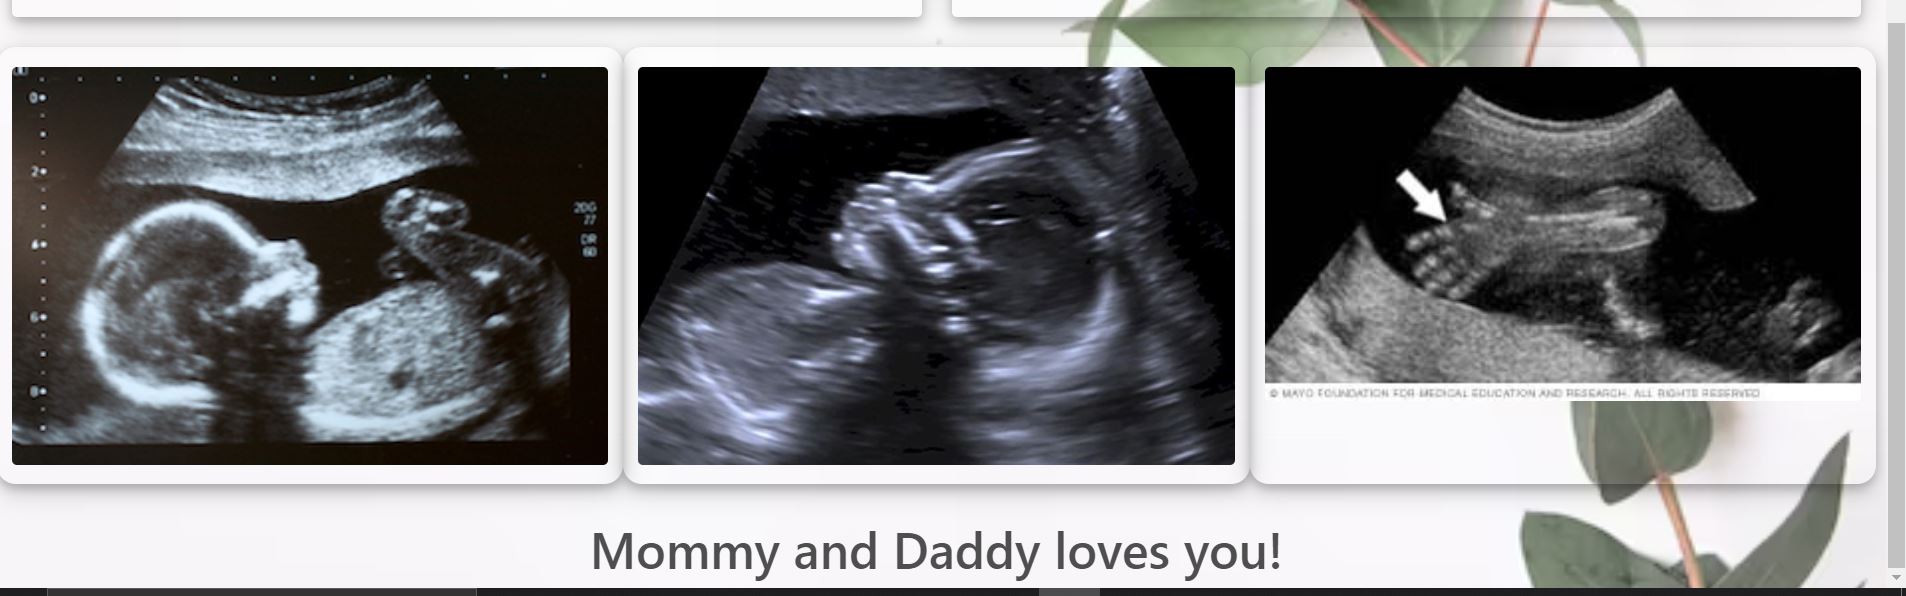 0
2
4
6
8
2DG
77
DR
60
© MAYO FOUNDATION FOR MEDICAL EDUCATION AND RESEARCH. ALL RIGHTS RESERVED.
Mommy and Daddy loves you!